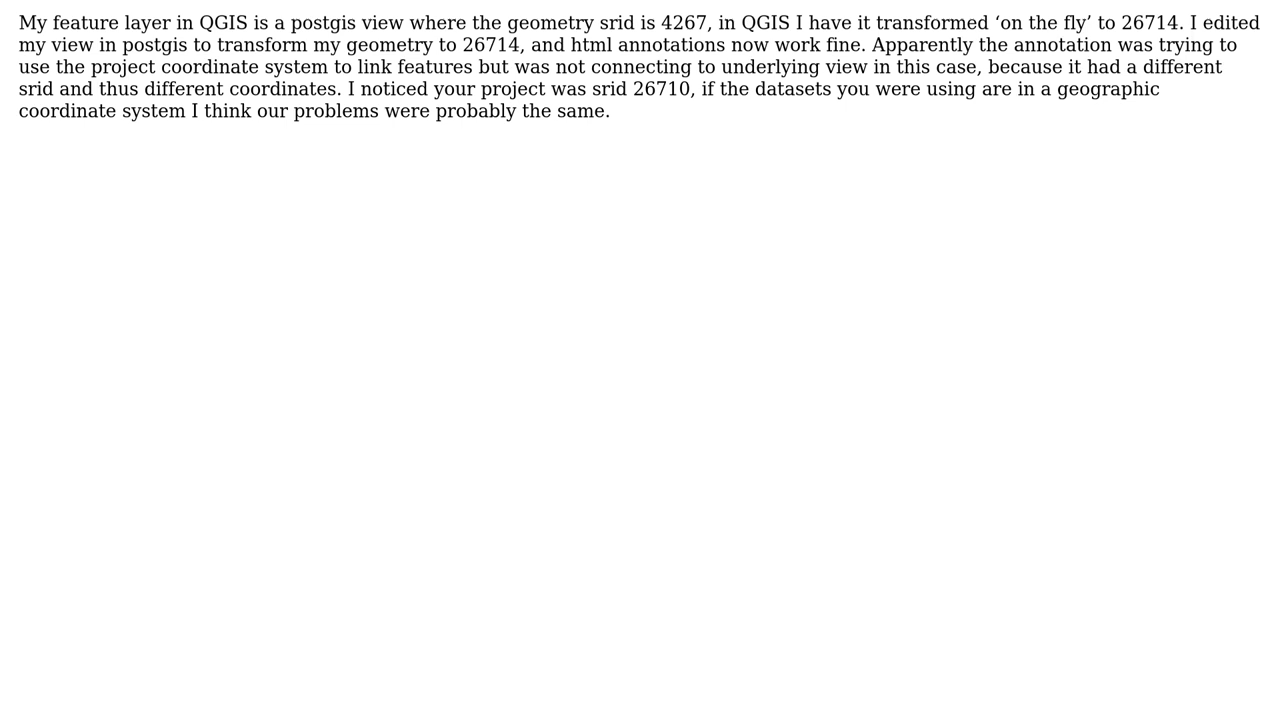 My feature layer in QGIS is a postgis view where the geometry srid is 4267, in QGIS I have it transformed ‘on the fly’ to 26714. I edited
my view in postgis to transform my geometry to 26714, and html annotations now work fine. Apparently the annotation was trying to
use the project coordinate system to link features but was not connecting to underlying view in this case, because it had a different
srid and thus different coordinates. I noticed your project was srid 26710, if the datasets you were using are in a geographic
coordinate system I think our problems were probably the same.